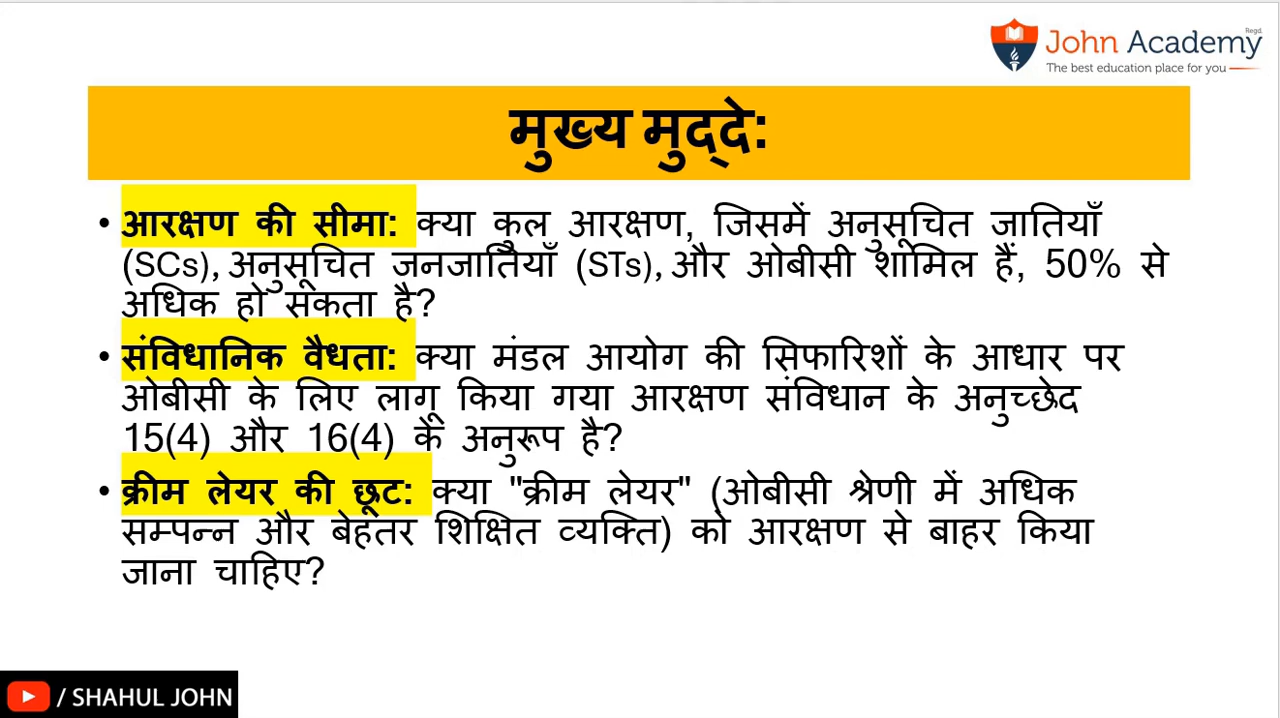 Regd.
John Academy
The best education place for you
मुख्य मुद्दे:
• आरक्षण की सीमा: क्या कुल आरक्षण, जिसमें अनुसूचित जातियाँ
(SCs), अनुसूचित जनजातियाँ (STs), और ओबीसी शामिल हैं, 50% से
अधिक हो सकता है?
• संविधानिक वैधता: क्या मंडल आयोग की सिफारिशों के आधार पर
ओबीसी के लिए लागू किया गया आरक्षण संविधान के अनुच्छेद
15(4) और 16(4) के अनुरूप है?
• क्रीम लेयर की छूट: क्या "क्रीम लेयर" (ओबीसी श्रेणी में अधिक
सम्पन्न और बेहतर शिक्षित व्यक्ति) को आरक्षण से बाहर किया
जाना चाहिए?
/ SHAHUL JOHN